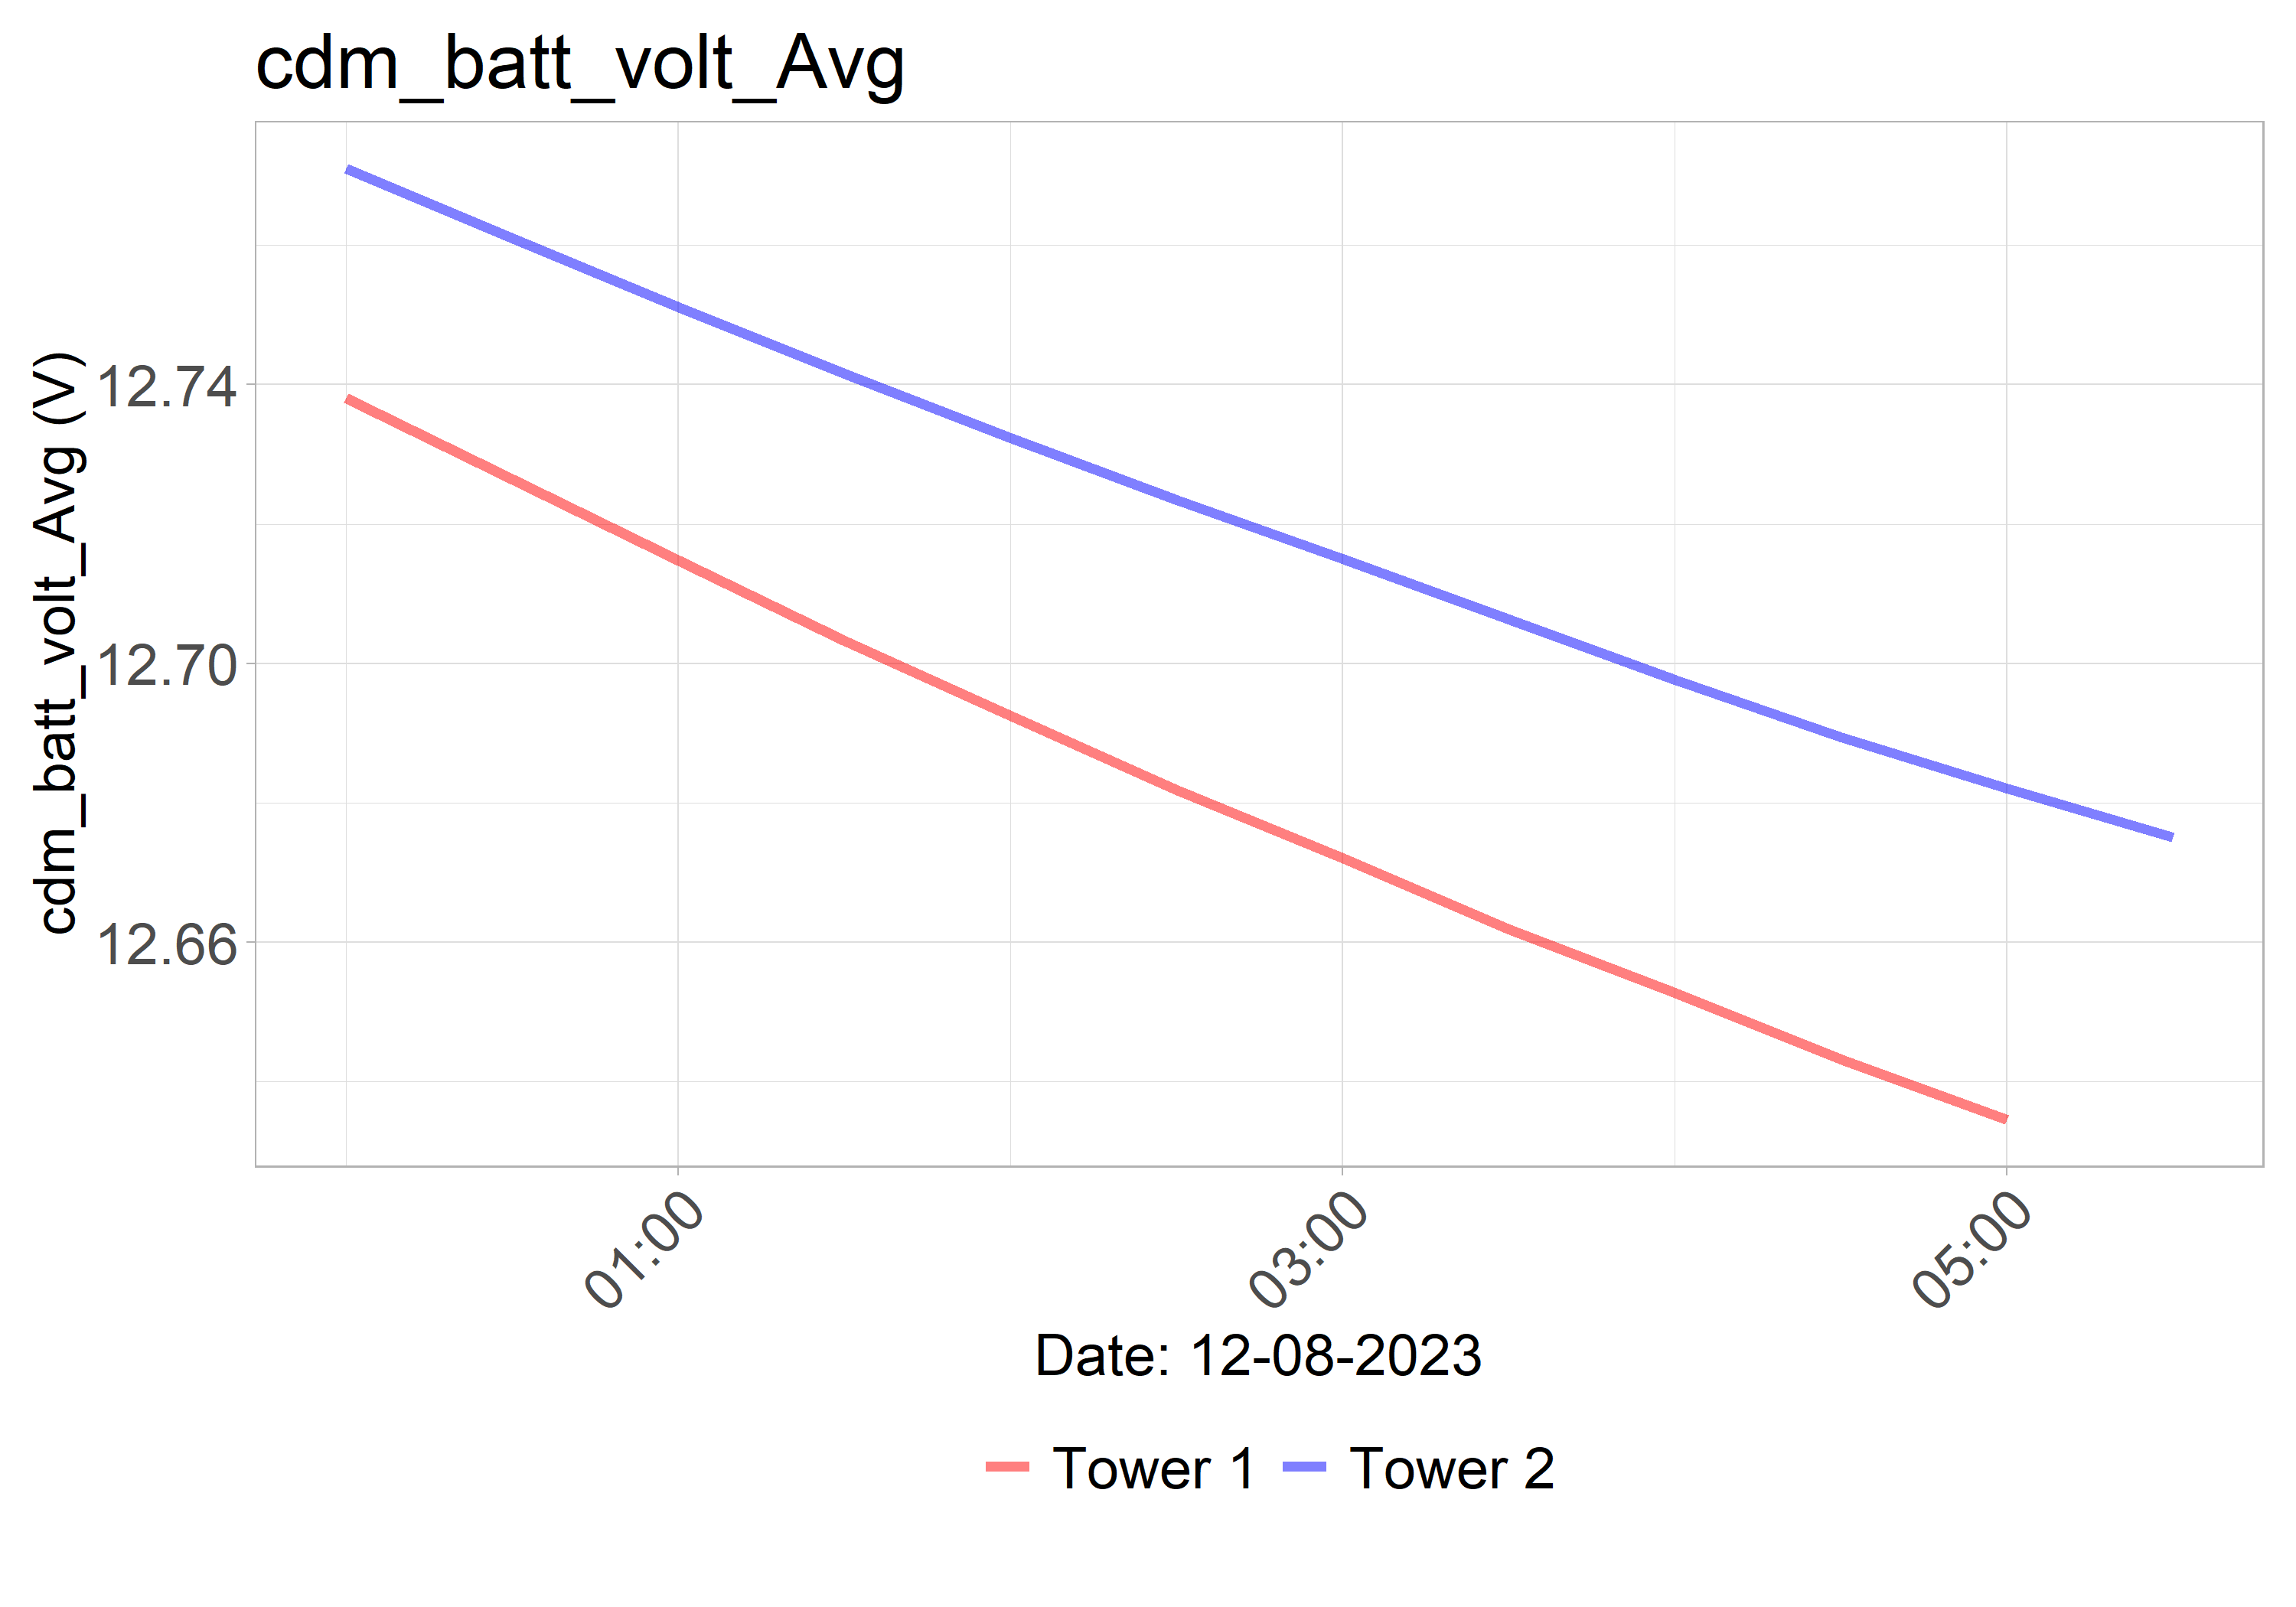 cdm_batt_volt_Avg
cdm_batt_volt_Avg (V)
12.74
12.70
12.66
01:00
03:00
05:00
Date: 12-08-2023
Tower 1
Tower 2